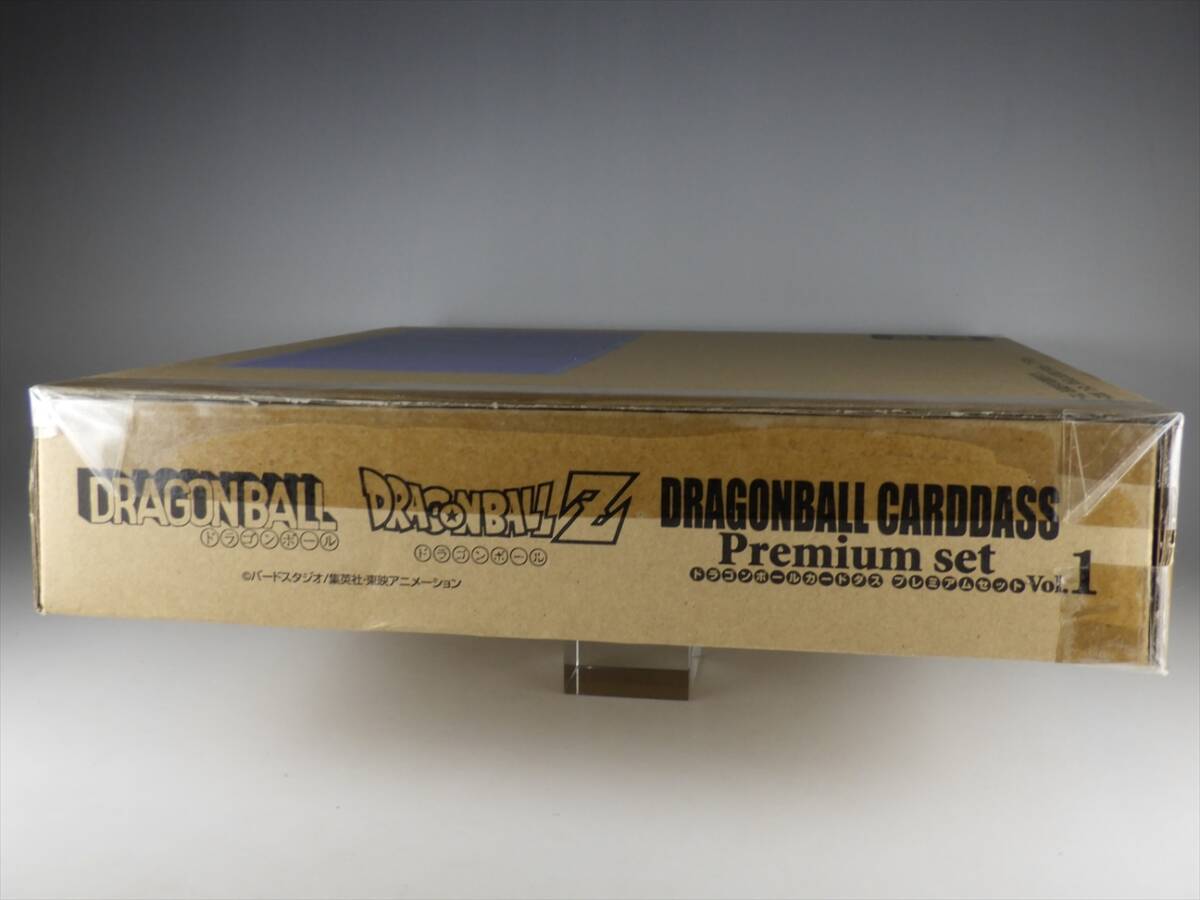 DRAGONBALL
ドラゴンボール
DRAGONBALL Z
ドラゴンボール
©バードスタジオ/集英社・東映アニメーション
DRAGONBALL CARDDASS
Premium set
ドラゴンボールカードダス プレミアムセット Vol.1